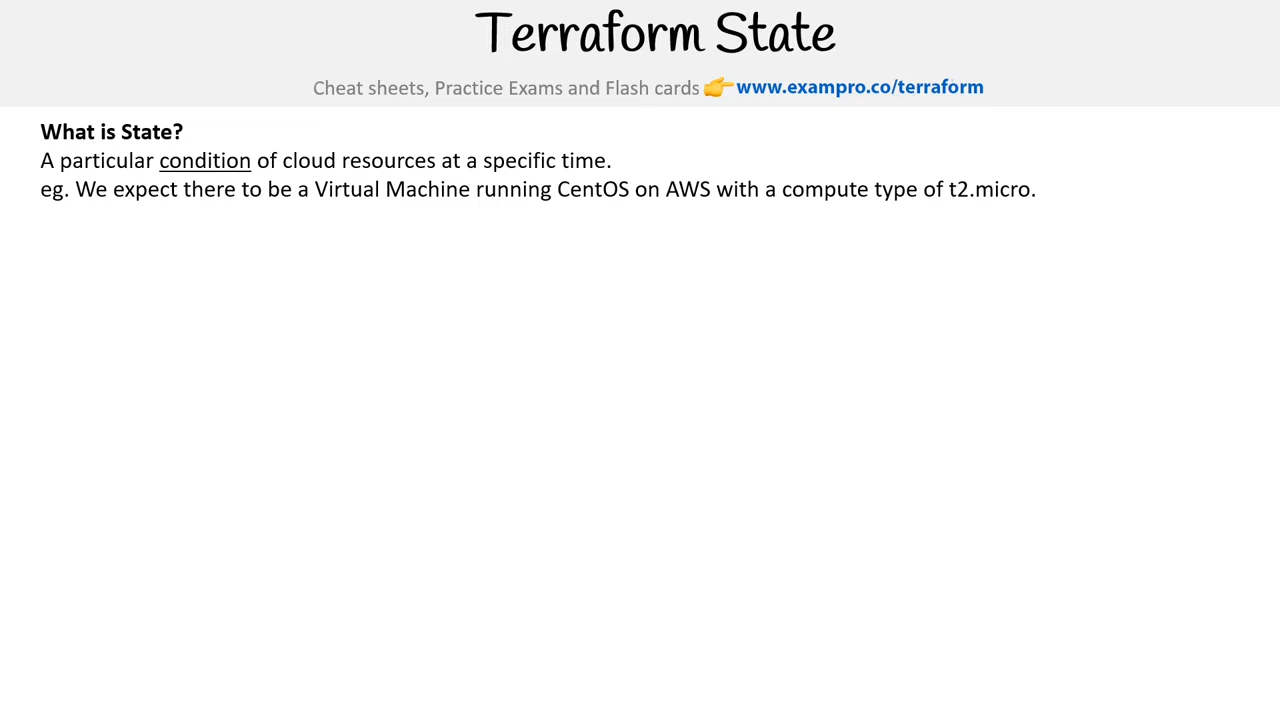 Terraform State
Cheat sheets, Practice Exams and Flash cards 👉 www.exampro.co/terraform
What is State?
A particular condition of cloud resources at a specific time.
eg. We expect there to be a Virtual Machine running CentOS on AWS with a compute type of t2.micro.